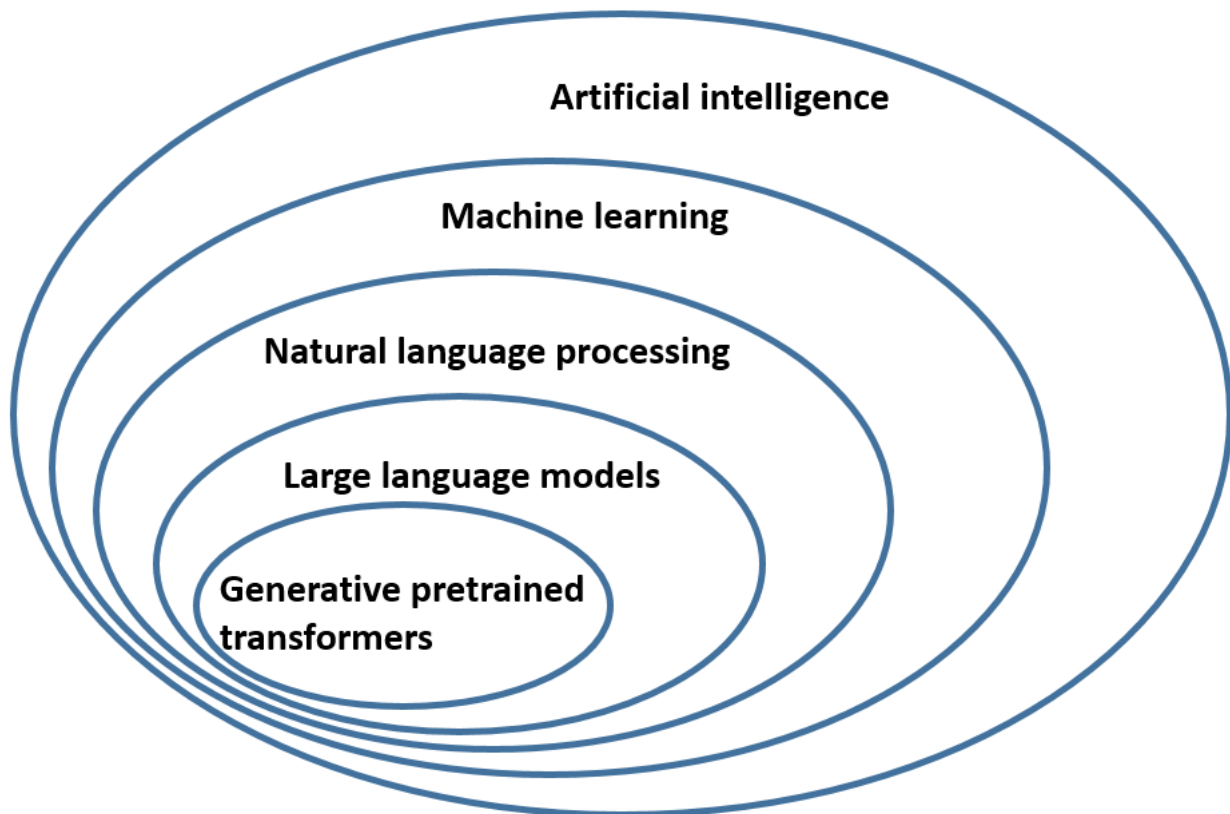 Artificial intelligence
Machine learning
Natural language processing
Large language models
Generative pretrained
transformers